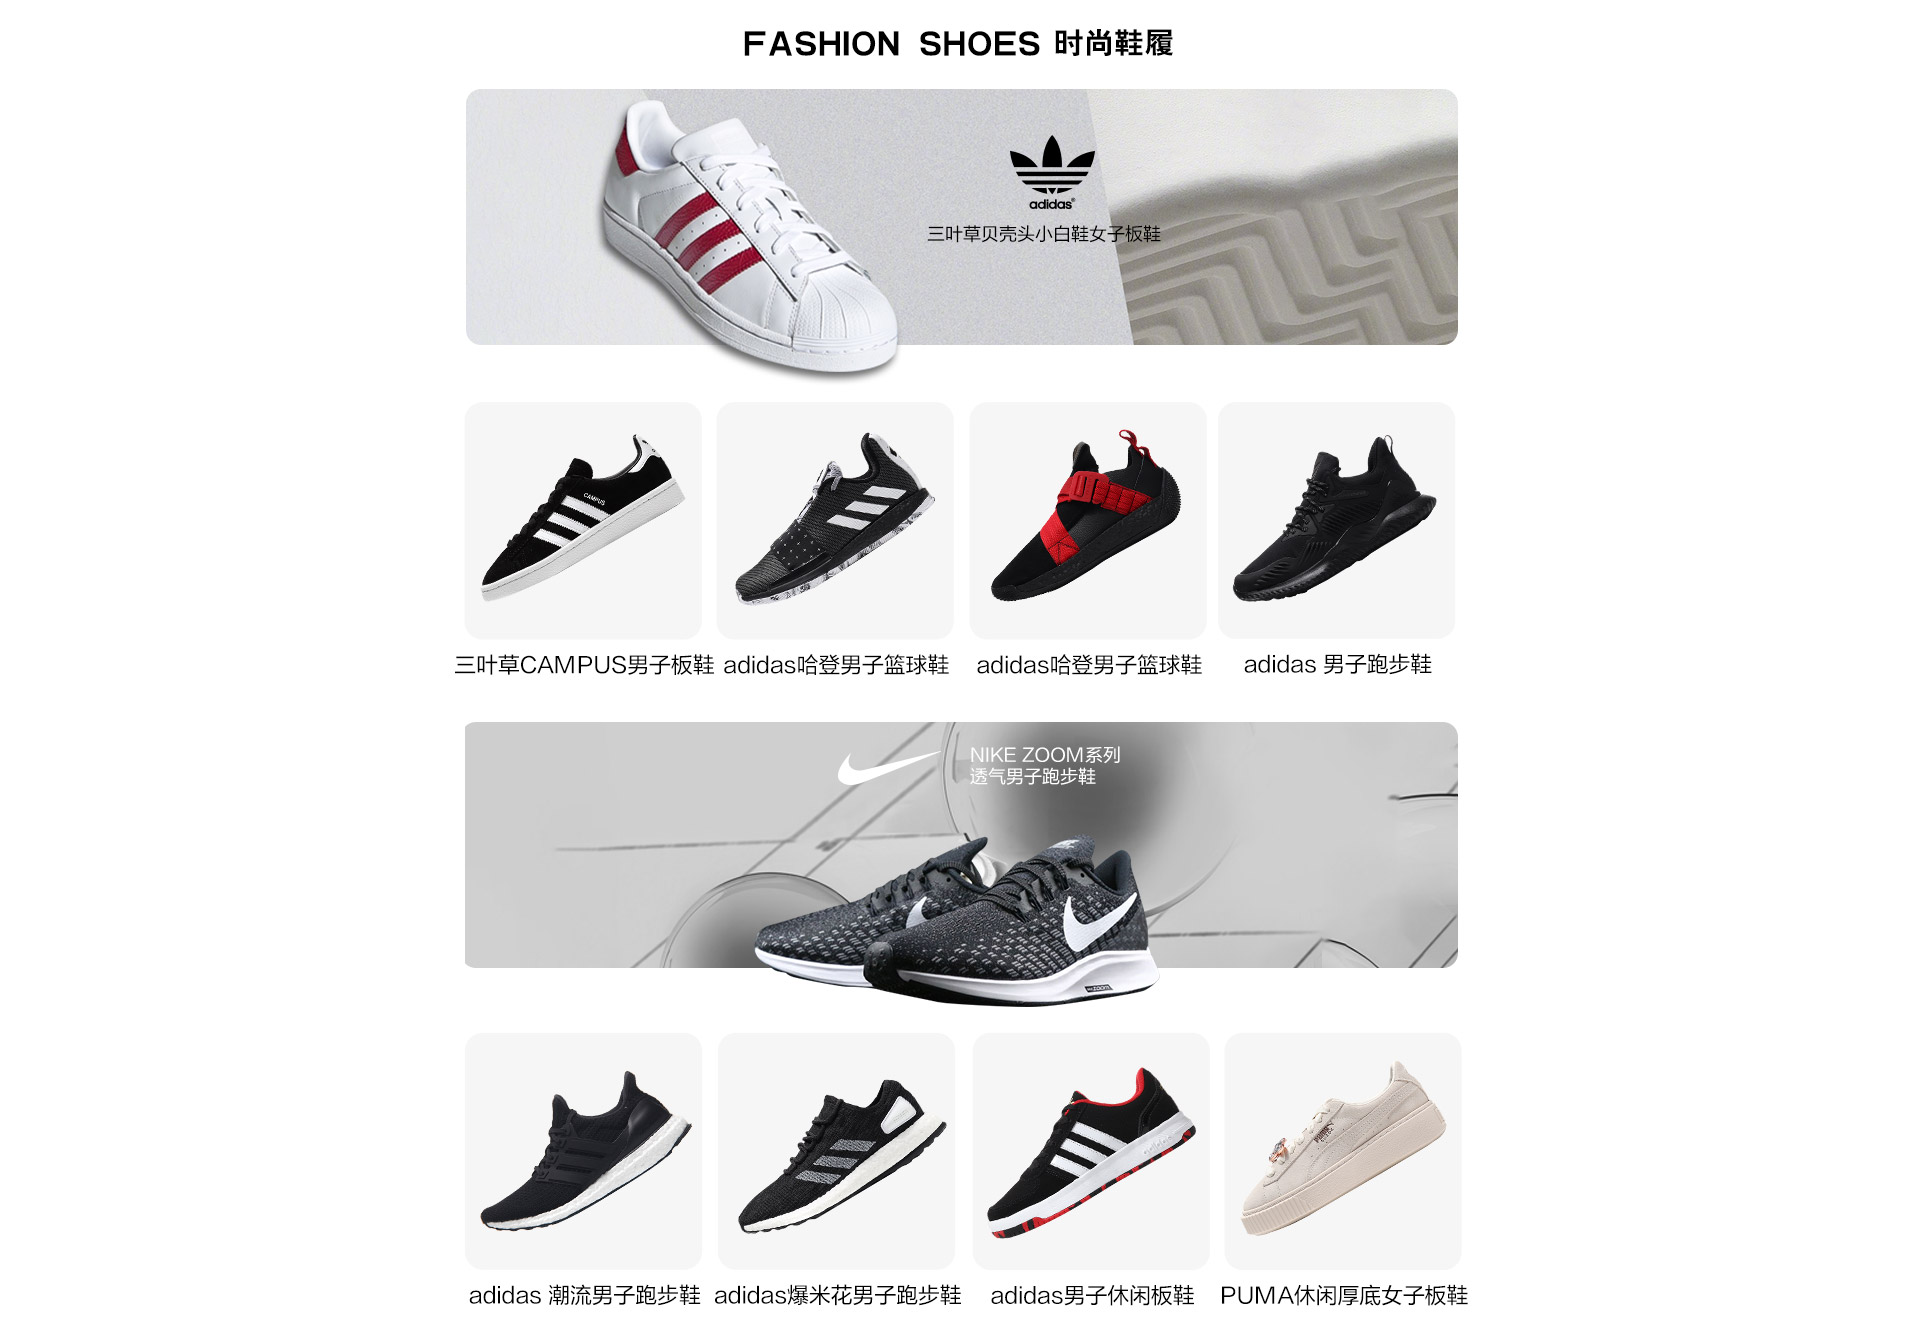 FASHION SHOES 时尚鞋履
adidas
三叶草贝壳头小白鞋女子板鞋
CAMPUS
三叶草CAMPUS男子板鞋
adidas哈登男子篮球鞋
adidas哈登男子篮球鞋
adidas 男子跑步鞋
NIKE ZOOM系列
透气男子跑步鞋
ZOOM
adidas 潮流男子跑步鞋
adidas爆米花男子跑步鞋
adidas男子休闲板鞋
PUMA休闲厚底女子板鞋